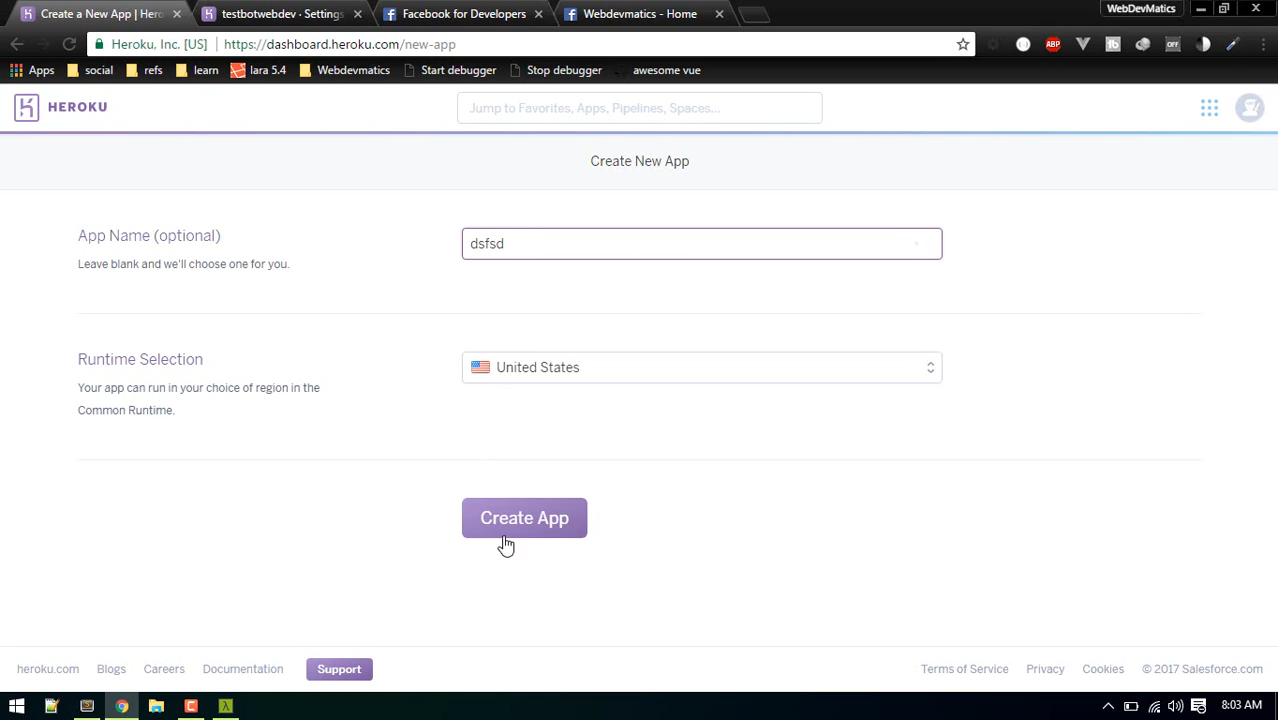 Create a New App | Hero
testbotwebdev · Settings
Facebook for Developers
Webdevmatics - Home
WebDevMatics
Heroku, Inc. [US]
https://dashboard.heroku.com/new-app
ABP
OFF
Apps
social
refs
learn
lara 5.4
Webdevmatics
Start debugger
Stop debugger
awesome vue
HEROKU
Jump to Favorites, Apps, Pipelines, Spaces...
Create New App
App Name (optional)
dsfsd
Leave blank and we'll choose one for you.
Runtime Selection
United States
Your app can run in your choice of region in the
Common Runtime.
Create App
heroku.com
Blogs
Careers
Documentation
Support
Terms of Service
Privacy
Cookies
© 2017 Salesforce.com
8:03 AM